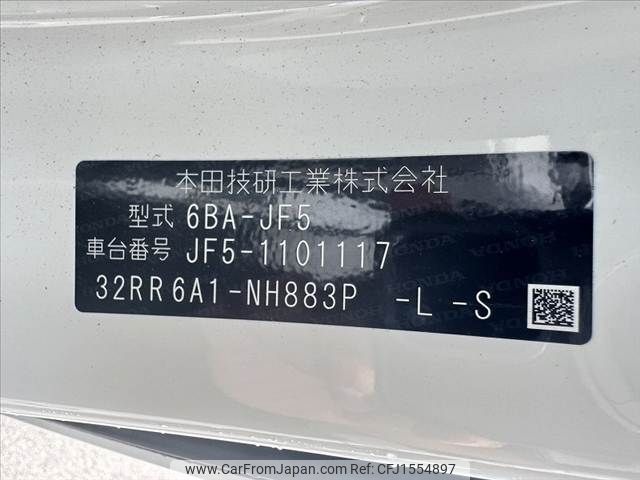 本田技研工業株式会社
型式 6BA-JF5
車台番号 JF5-1101117
32RR6A1-NH883P -L -S
www.CarFromJapan.com CFJ1554897